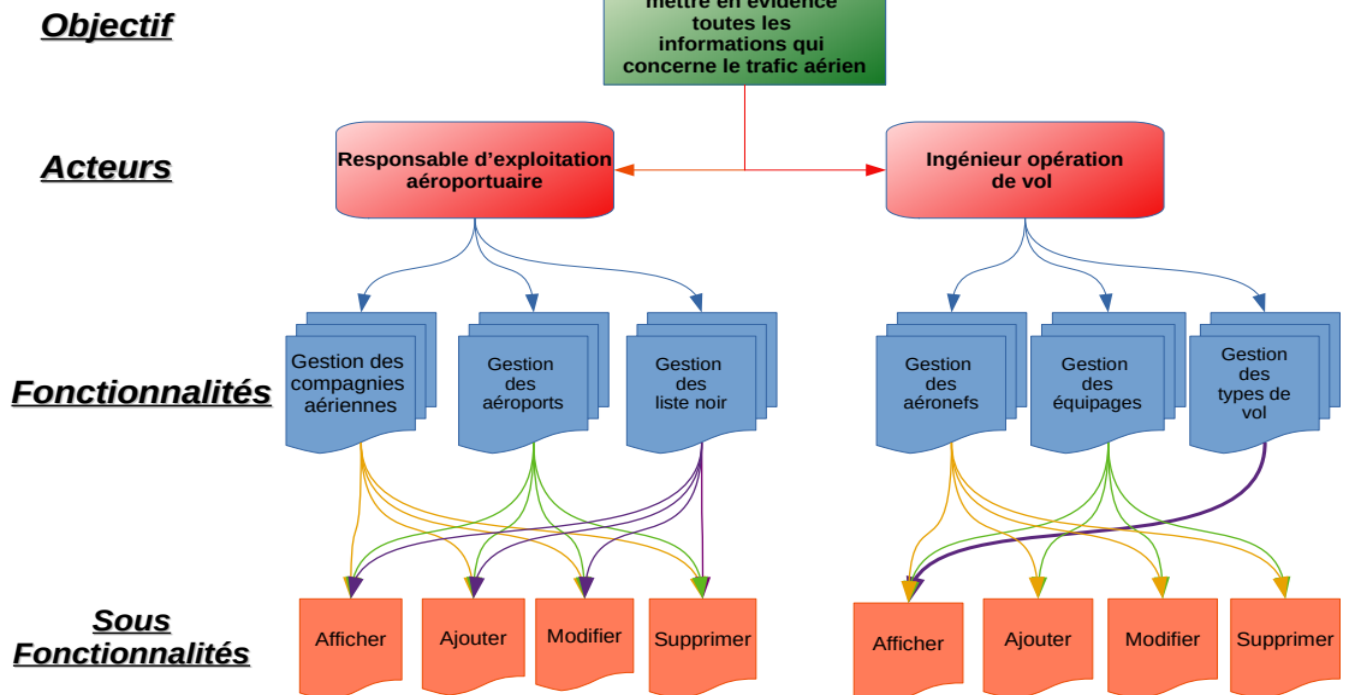 mettre en évidence
toutes les
informations qui
concerne le trafic aérien
Objectif
Acteurs
Responsable d'exploitation
aéroportuaire
Ingénieur opération
de vol
Fonctionnalités
Gestion des
compagnies
aériennes
Gestion
des
aéroports
Gestion
des
liste noir
Gestion
des
aéronefs
Gestion
des
équipages
Gestion
des
types de
vol
Sous
Fonctionnalités
Afficher
Ajouter
Modifier
Supprimer
Afficher
Ajouter
Modifier
Supprimer